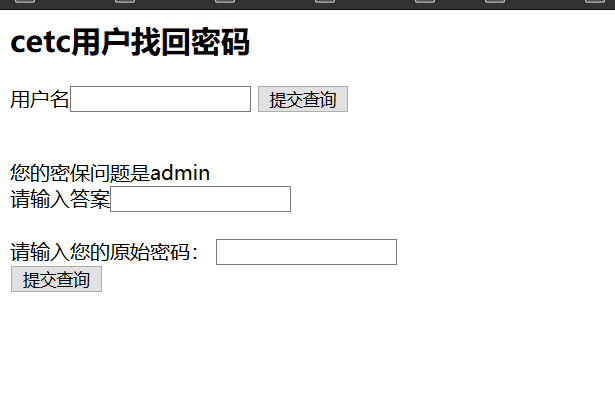 cetc用户找回密码
用户名 提交查询
您的密保问题是admin
请输入答案
请输入您的原始密码：
提交查询